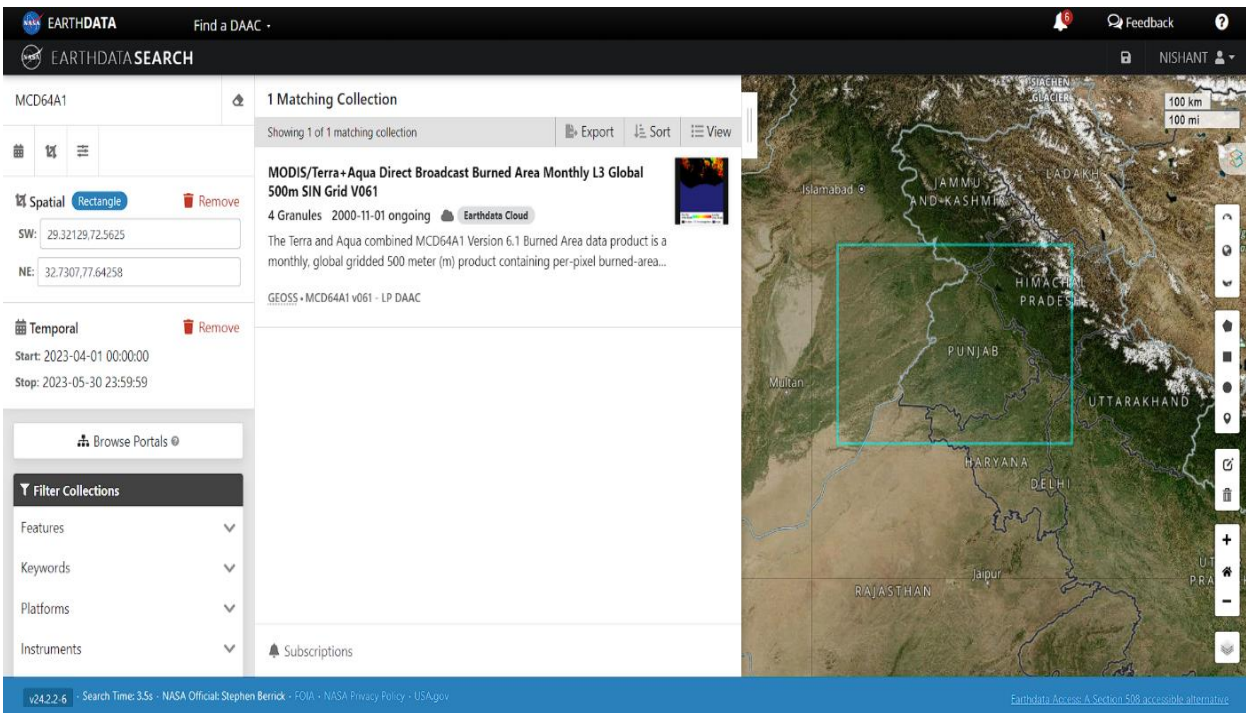 EARTHDATA Find a DAAC
6 Feedback ?
EARTHDATA SEARCH
NISHANT
MCD64A1
Spatial Rectangle Remove
SW: 29.32129,72.5625
NE: 32.7307,77.64258
Temporal Remove
Start: 2023-04-01 00:00:00
Stop: 2023-05-30 23:59:59
Browse Portals ?
Filter Collections
Features
Keywords
Platforms
Instruments
1 Matching Collection
Showing 1 of 1 matching collection Export Sort View
MODIS/Terra+Aqua Direct Broadcast Burned Area Monthly L3 Global
500m SIN Grid V061
4 Granules 2000-11-01 ongoing Earthdata Cloud
The Terra and Aqua combined MCD64A1 Version 6.1 Burned Area data product is a
monthly, global gridded 500 meter (m) product containing per-pixel burned-area...
GEOSS • MCD64A1 v061 - LP DAAC
Subscriptions
SIACHEN
GLACIER
100 km
100 mi
Islamabad
JAMMU
AND KASHMIR
LADAKH
HIMACHAL
PRADESH
PUNJAB
Multan
UTTARAKHAND
HARYANA
DELHI
Jaipur
RAJASTHAN
v24.2.2-6 - Search Time: 3.5s - NASA Official: Stephen Berrick - FOIA - NASA Privacy Policy - USA.gov
Earthdata Access: A Section 508 accessible alternative